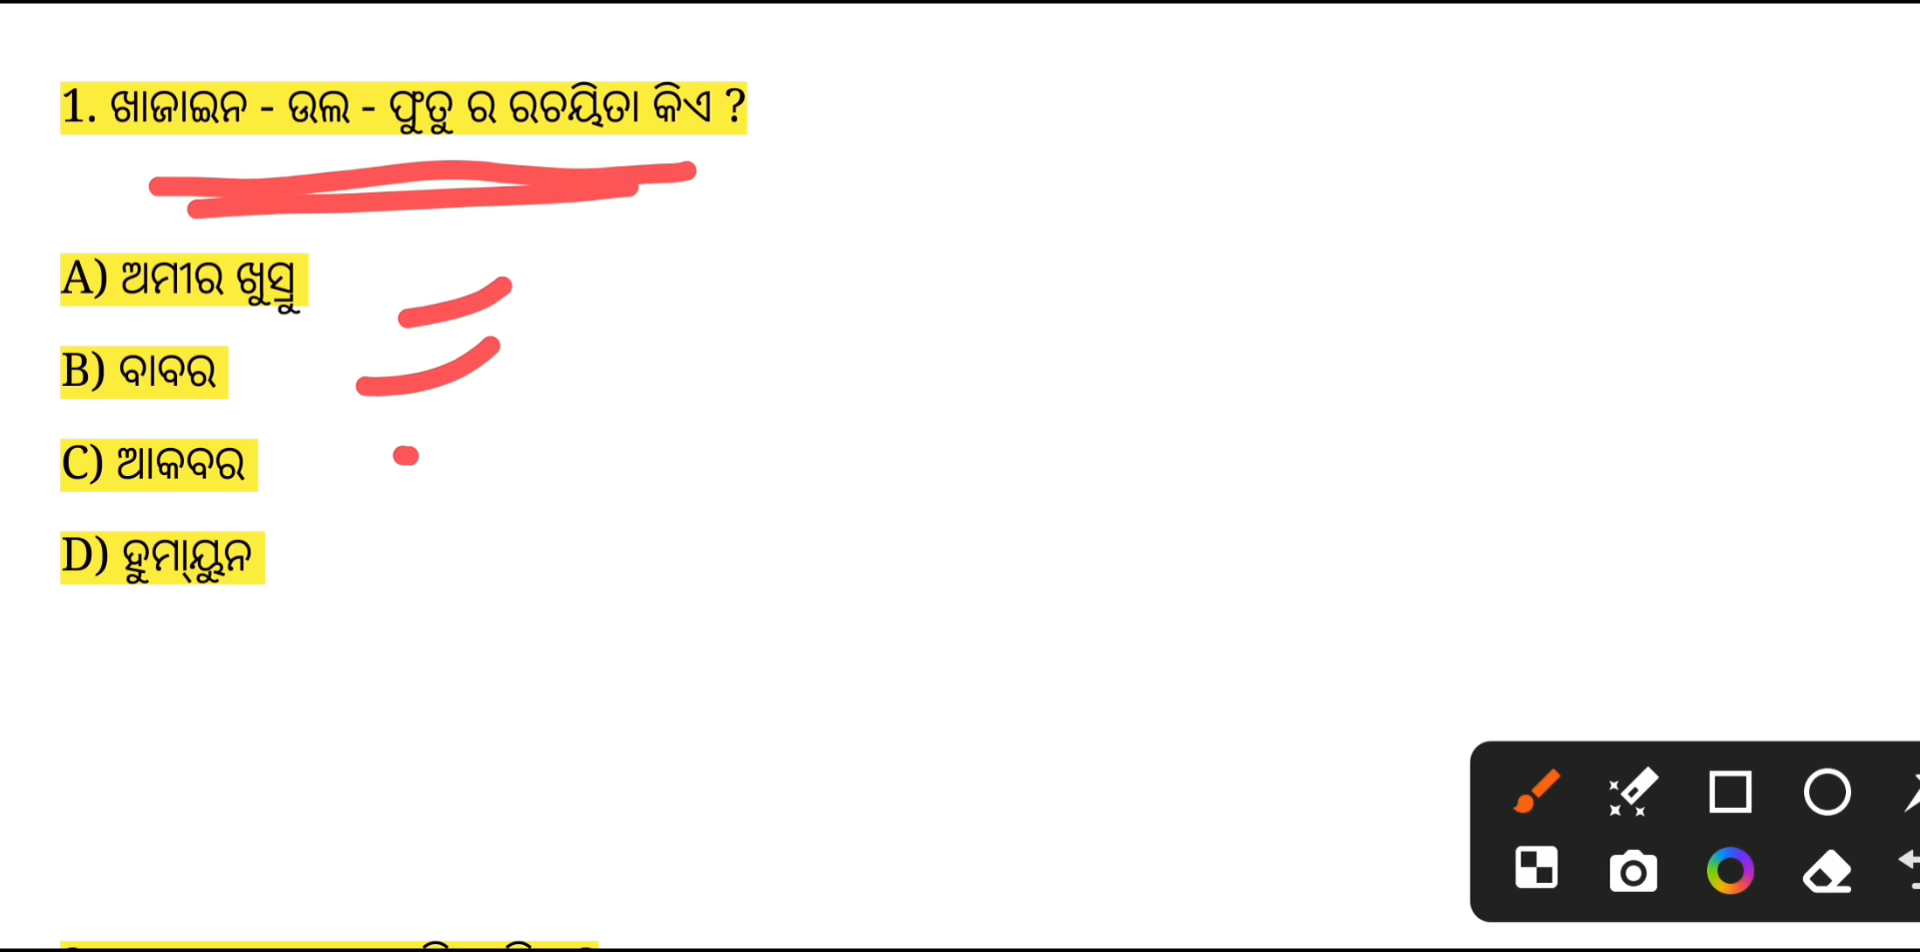 1. ଖାଜାଇନ - ଉଲ - ଫୁତୁ ର ରଚୟିତା କିଏ ?
A) ଅମୀର ଖୁସ୍ରୁ
B) ବାବର
C) ଆକବର
D) ହୁମା୍ୟୁନ